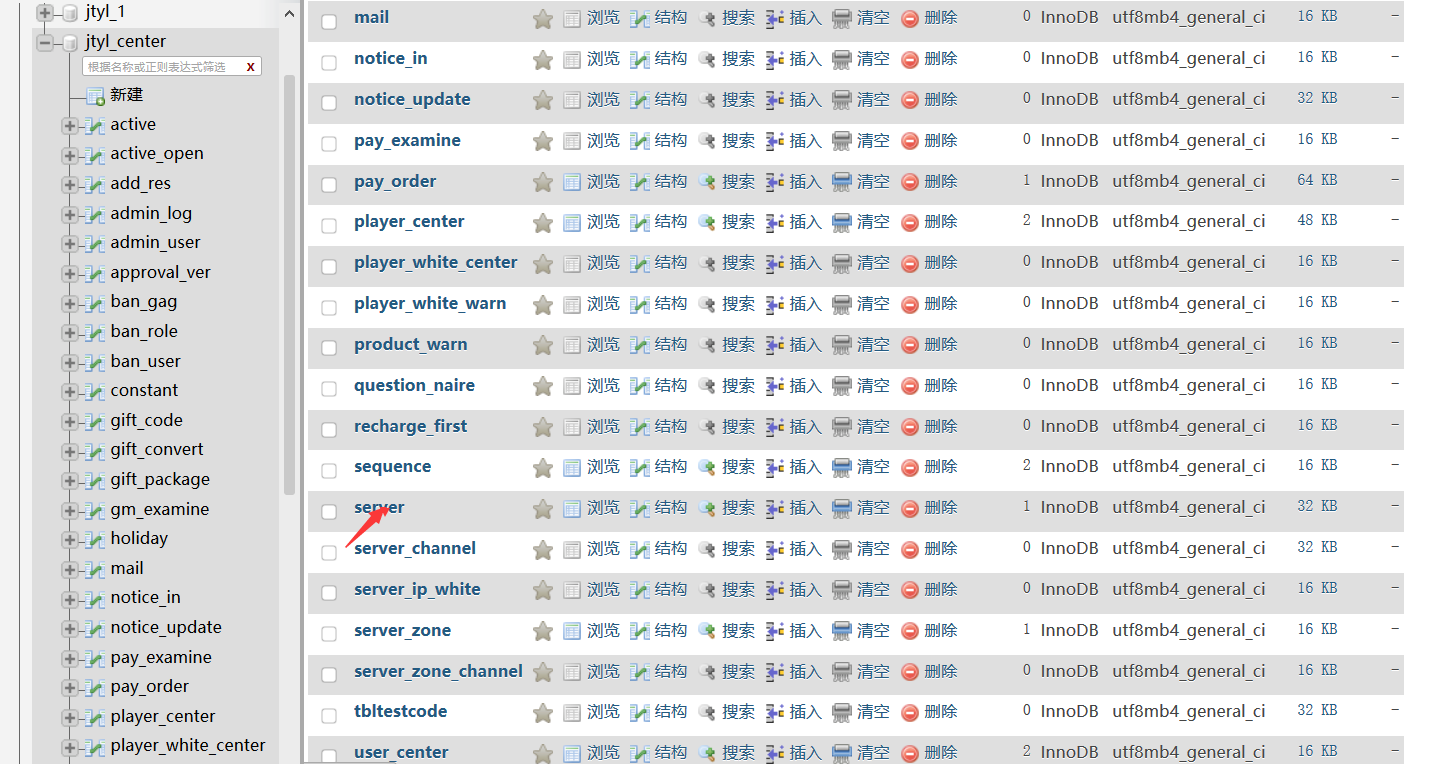 jtyl_1
jtyl_center
根据名称或正则表达式筛选 X
新建
active
active_open
add_res
admin_log
admin_user
approval_ver
ban_gag
ban_role
ban_user
constant
gift_code
gift_convert
gift_package
gm_examine
holiday
mail
notice_in
notice_update
pay_examine
pay_order
player_center
player_white_center
mail 浏览 结构 搜索 插入 清空 删除 0 InnoDB utf8mb4_general_ci 16 KB -
notice_in 浏览 结构 搜索 插入 清空 删除 0 InnoDB utf8mb4_general_ci 16 KB -
notice_update 浏览 结构 搜索 插入 清空 删除 0 InnoDB utf8mb4_general_ci 32 KB -
pay_examine 浏览 结构 搜索 插入 清空 删除 0 InnoDB utf8mb4_general_ci 16 KB -
pay_order 浏览 结构 搜索 插入 清空 删除 1 InnoDB utf8mb4_general_ci 64 KB -
player_center 浏览 结构 搜索 插入 清空 删除 2 InnoDB utf8mb4_general_ci 48 KB -
player_white_center 浏览 结构 搜索 插入 清空 删除 0 InnoDB utf8mb4_general_ci 16 KB -
player_white_warn 浏览 结构 搜索 插入 清空 删除 0 InnoDB utf8mb4_general_ci 16 KB -
product_warn 浏览 结构 搜索 插入 清空 删除 0 InnoDB utf8mb4_general_ci 16 KB -
question_naire 浏览 结构 搜索 插入 清空 删除 0 InnoDB utf8mb4_general_ci 16 KB -
recharge_first 浏览 结构 搜索 插入 清空 删除 0 InnoDB utf8mb4_general_ci 16 KB -
sequence 浏览 结构 搜索 插入 清空 删除 2 InnoDB utf8mb4_general_ci 16 KB -
server 浏览 结构 搜索 插入 清空 删除 1 InnoDB utf8mb4_general_ci 32 KB -
server_channel 浏览 结构 搜索 插入 清空 删除 0 InnoDB utf8mb4_general_ci 32 KB -
server_ip_white 浏览 结构 搜索 插入 清空 删除 0 InnoDB utf8mb4_general_ci 16 KB -
server_zone 浏览 结构 搜索 插入 清空 删除 1 InnoDB utf8mb4_general_ci 16 KB -
server_zone_channel 浏览 结构 搜索 插入 清空 删除 0 InnoDB utf8mb4_general_ci 16 KB -
tbltestcode 浏览 结构 搜索 插入 清空 删除 0 InnoDB utf8mb4_general_ci 32 KB -
user_center 浏览 结构 搜索 插入 清空 删除 2 InnoDB utf8mb4_general_ci 16 KB -